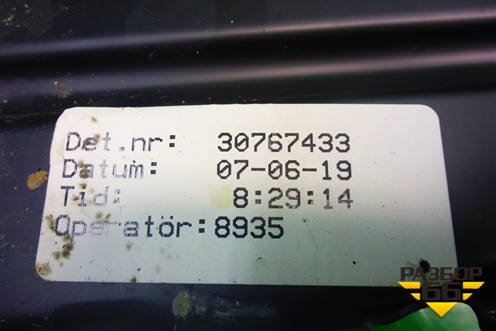 Det.nr: 30767433
Datum: 07-06-19
Tid: 8:29:14
Operatör:8935
РАЗБОР
66